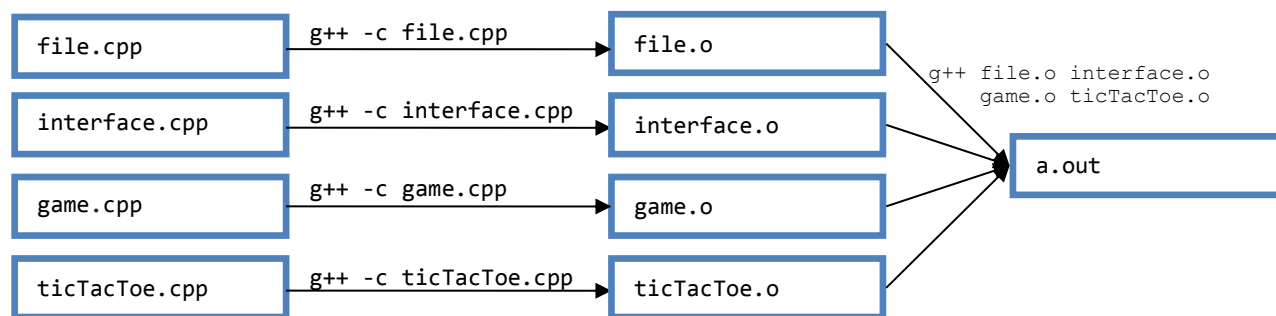 file.cpp
g++ -c file.cpp
file.o
g++ file.o interface.o
game.o ticTacToe.o
interface.cpp
g++ -c interface.cpp
interface.o
a.out
game.cpp
g++ -c game.cpp
game.o
ticTacToe.cpp
g++ -c ticTacToe.cpp
ticTacToe.o